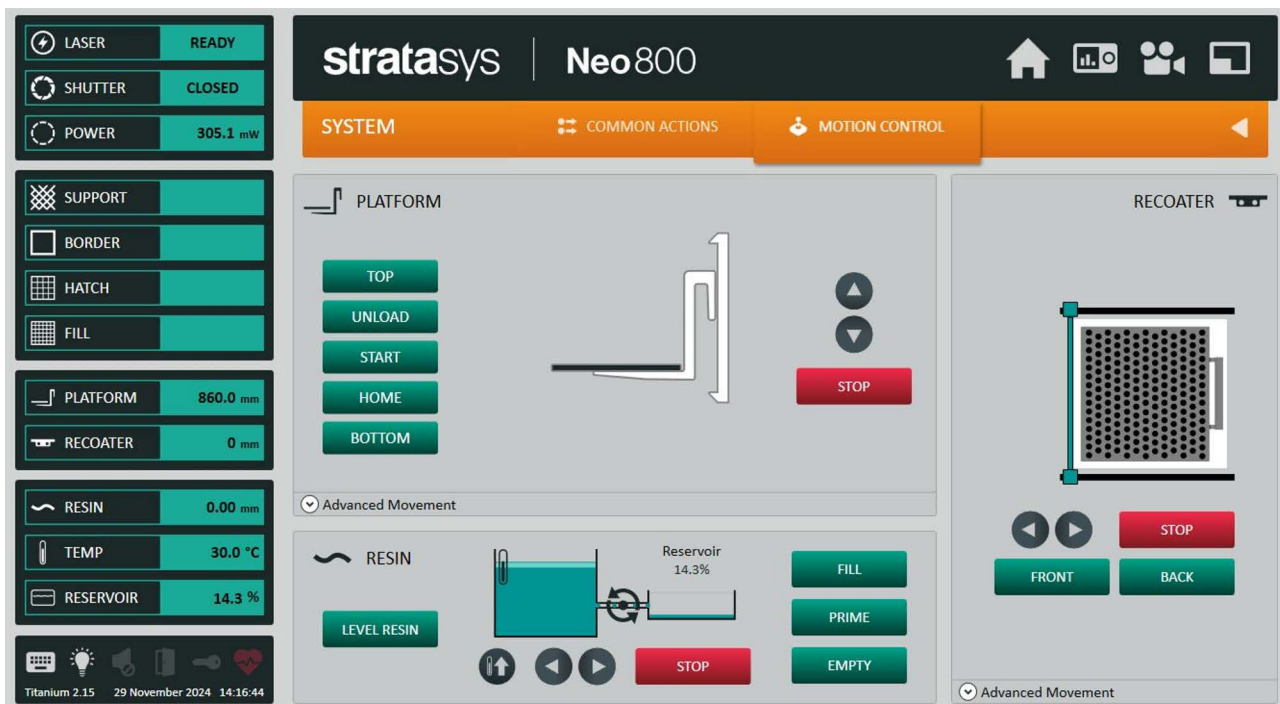 LASER READY
SHUTTER CLOSED
POWER 305.1 mW
SUPPORT
BORDER
HATCH
FILL
PLATFORM 860.0 mm
RECOATER 0 mm
RESIN 0.00 mm
TEMP 30.0 °C
RESERVOIR 14.3 %
Titanium 2.15 29 November 2024 14:16:44
stratasys Neo800
SYSTEM COMMON ACTIONS MOTION CONTROL
PLATFORM
TOP
UNLOAD
START
HOME
BOTTOM
STOP
Advanced Movement
RESIN
LEVEL RESIN
Reservoir
14.3%
STOP
FILL
PRIME
EMPTY
RECOATER
STOP
FRONT BACK
Advanced Movement